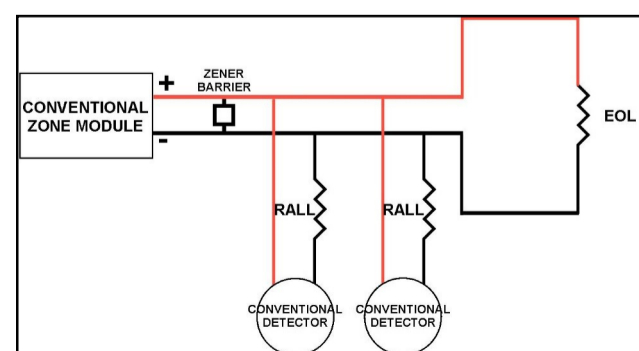 ZENER
BARRIER
+
CONVENTIONAL
ZONE MODULE
-
EOL
RALL
RALL
CONVENTIONAL
DETECTOR
CONVENTIONAL
DETECTOR